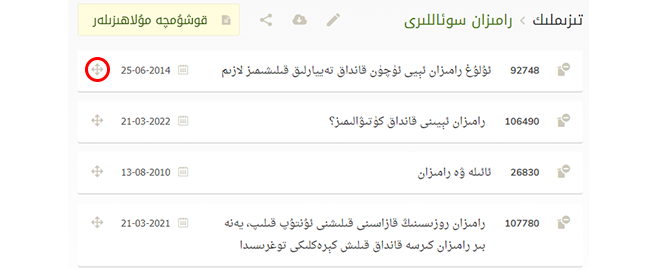 تىزىملىك › رامىزان سوئاللىرى
قوشۇمچە مۇلاھىزىلەر
92748 ئۇلۇغ رامىزان ئېيى ئۈچۈن قانداق تەييارلىق قىلىشىمىز لازىم 25-06-2014
106490 رامىزان ئېيىنى قانداق كۈتىۋالىمىز؟ 21-03-2022
26830 ئائىلە ۋە رامىزان 13-08-2010
107780 رامىزان روزىسىنىڭ قازاسىنى قىلىشنى ئۇنتۇپ قىلىپ، يەنە 21-03-2021
بىر رامىزان كىرسە قانداق قىلىش كېرەكلىكى توغرىسىدا